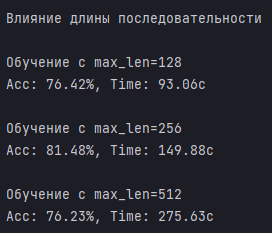 Влияние длины последовательности
Обучение с max_len=128
Acc: 76.42%, Time: 93.06с
Обучение с max_len=256
Acc: 81.48%, Time: 149.88с
Обучение с max_len=512
Acc: 76.23%, Time: 275.63с